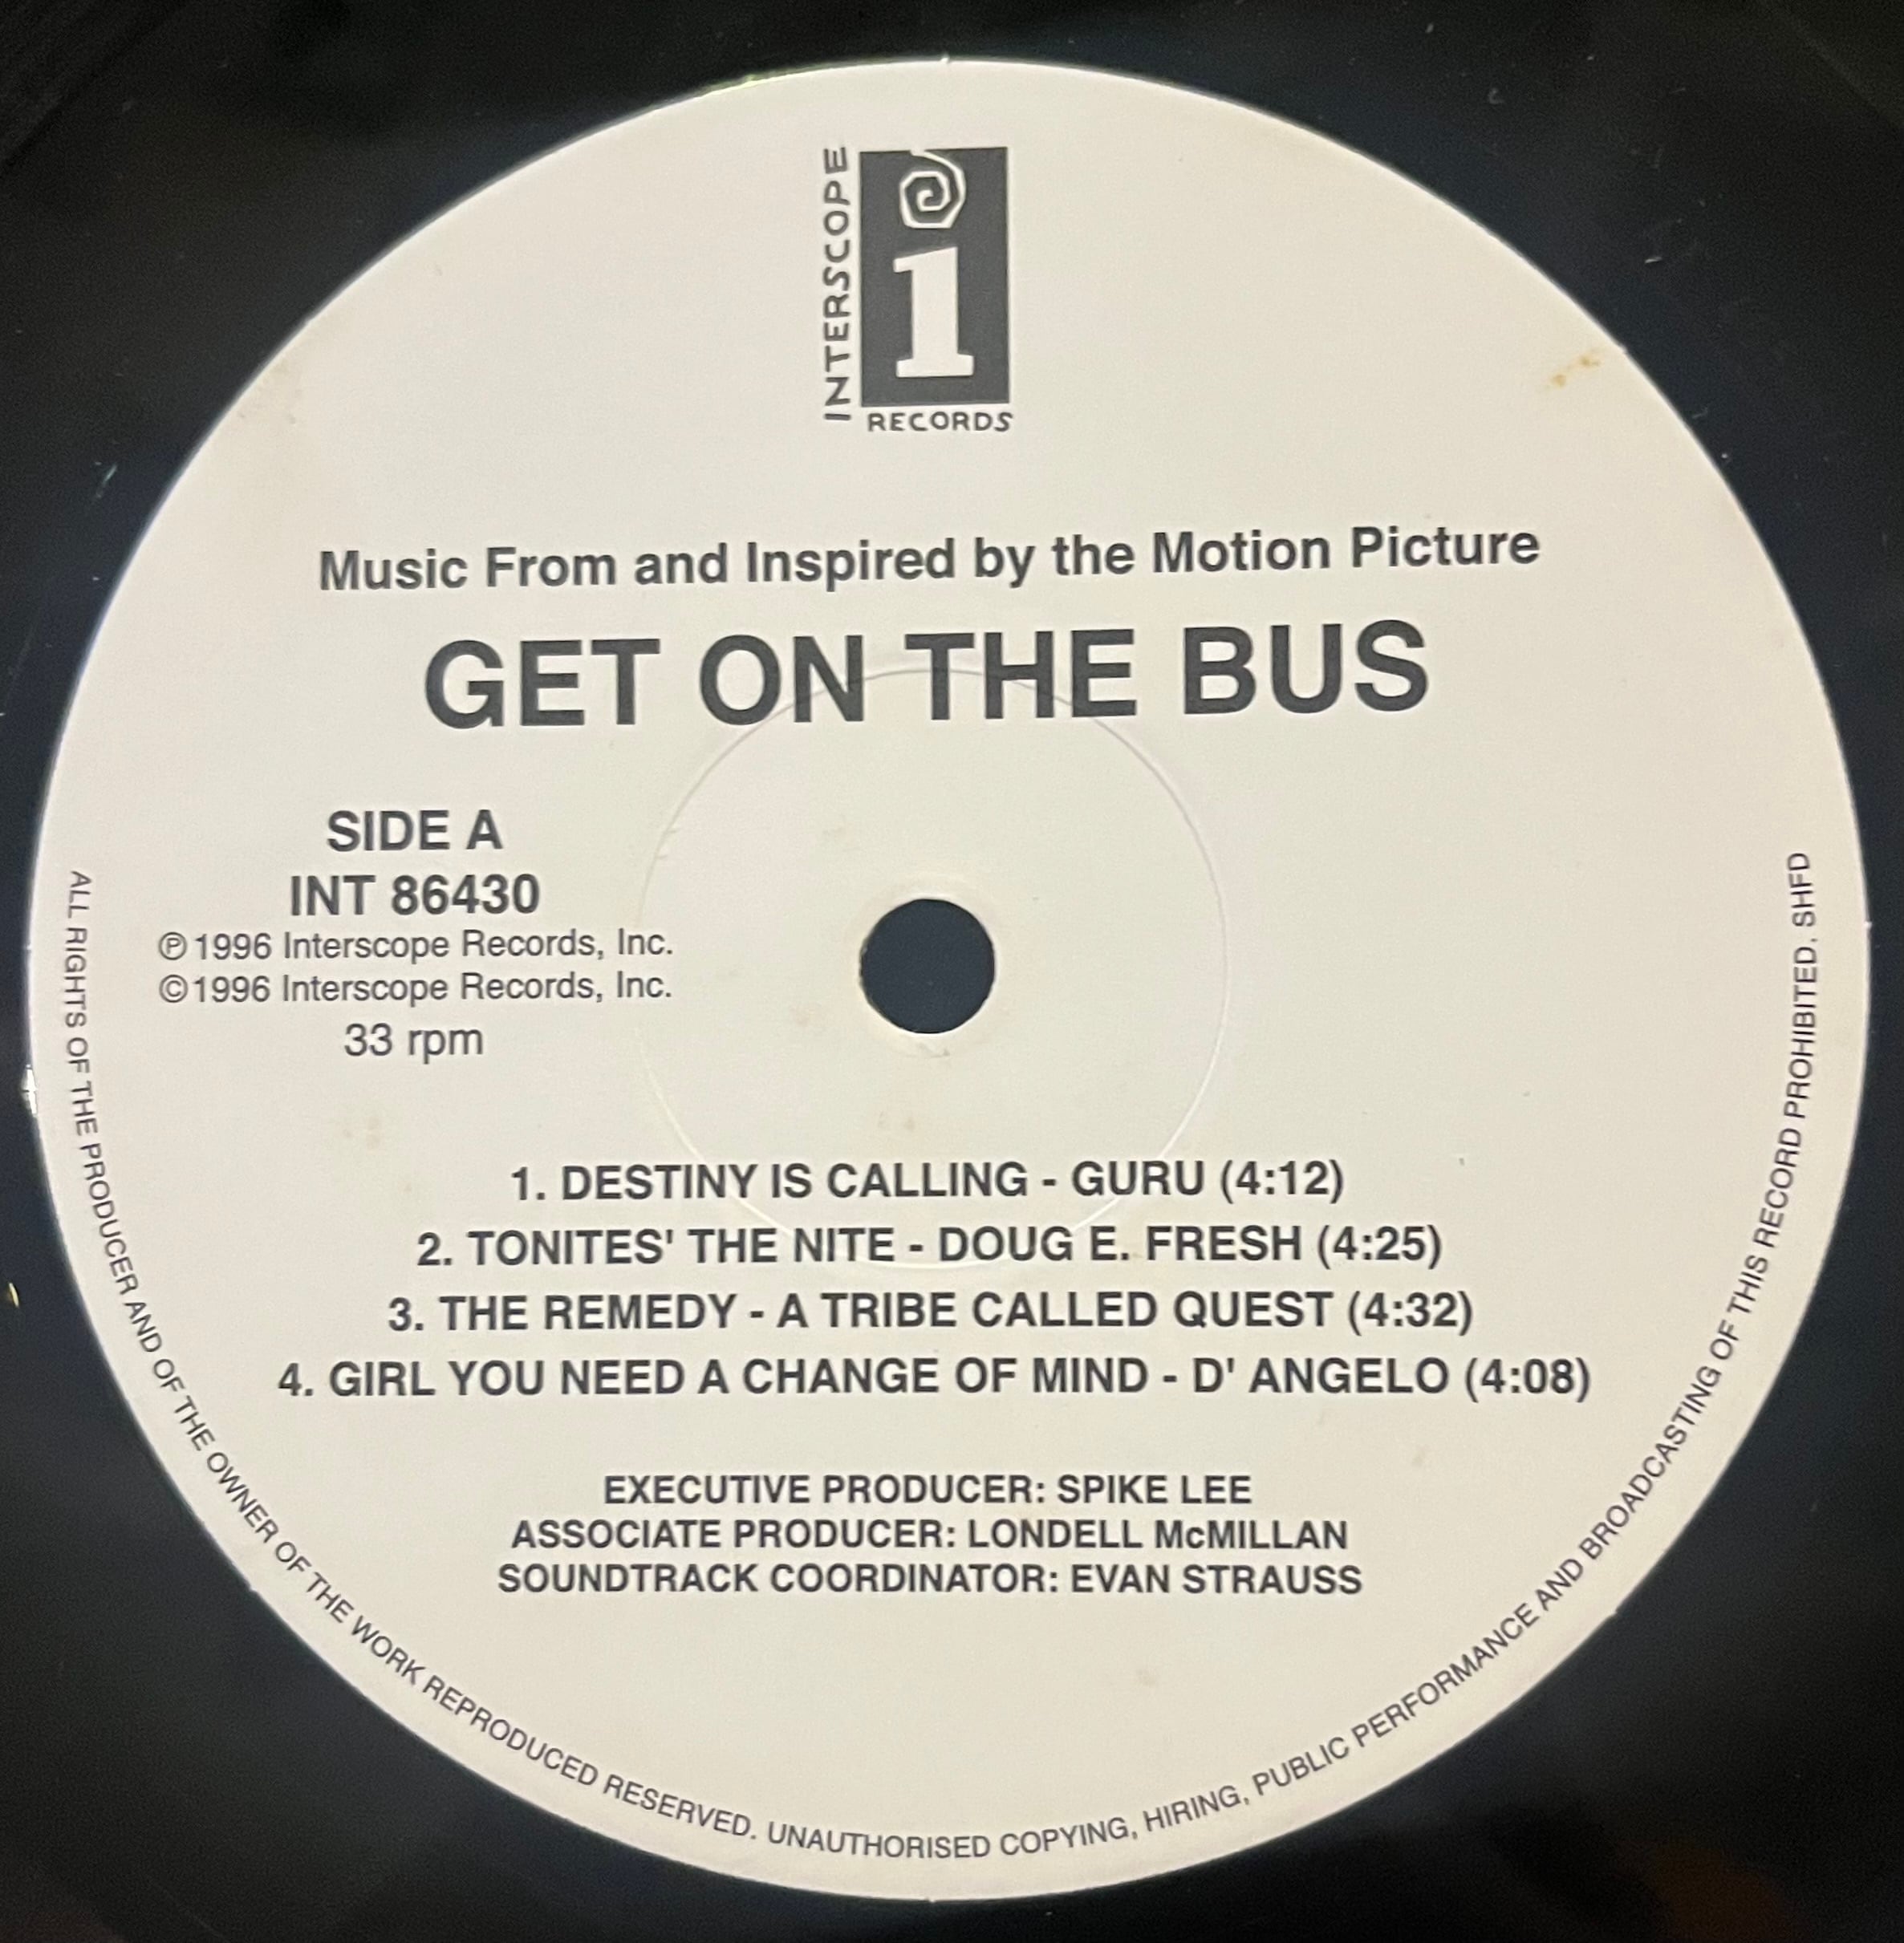 INTERSCOPE
i
RECORDS
Music From and Inspired by the Motion Picture
GET ON THE BUS
SIDE A
INT 86430
℗1996 Interscope Records, Inc.
©1996 Interscope Records, Inc.
33 rpm
1. DESTINY IS CALLING - GURU (4:12)
2. TONITES' THE NITE - DOUG E. FRESH (4:25)
3. THE REMEDY - A TRIBE CALLED QUEST (4:32)
4. GIRL YOU NEED A CHANGE OF MIND - D' ANGELO (4:08)
EXECUTIVE PRODUCER: SPIKE LEE
ASSOCIATE PRODUCER: LONDELL McMILLAN
SOUNDTRACK COORDINATOR: EVAN STRAUSS
ALL RIGHTS OF THE PRODUCER AND OF THE OWNER OF THE WORK REPRODUCED RESERVED. UNAUTHORISED COPYING, HIRING, PUBLIC PERFORMANCE AND BROADCASTING OF THIS RECORD PROHIBITED. SHFD